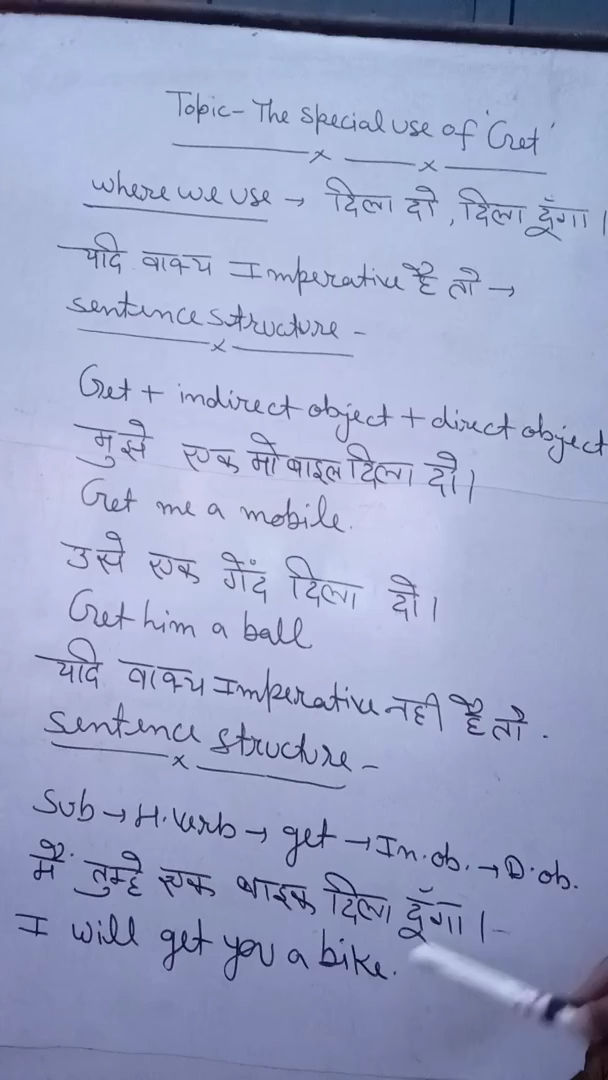 Topic- The special use of 'Get'
where we use → दिला दो, दिला दूँगा।
यदि वाक्य Imperative है तो →
sentence structure -
Get + indirect object + direct object
मुझे एक मोबाइल दिला दो।
Get me a mobile.
उसे एक गेंद दिला दो।
Get him a ball
यदि वाक्य Imperative नही है तो .
sentence structure -
Sub → H. Verb → get → In. ob. → D. ob.
मैं तुम्हे एक बाइक दिला दूँगा।-
I will get you a bike.